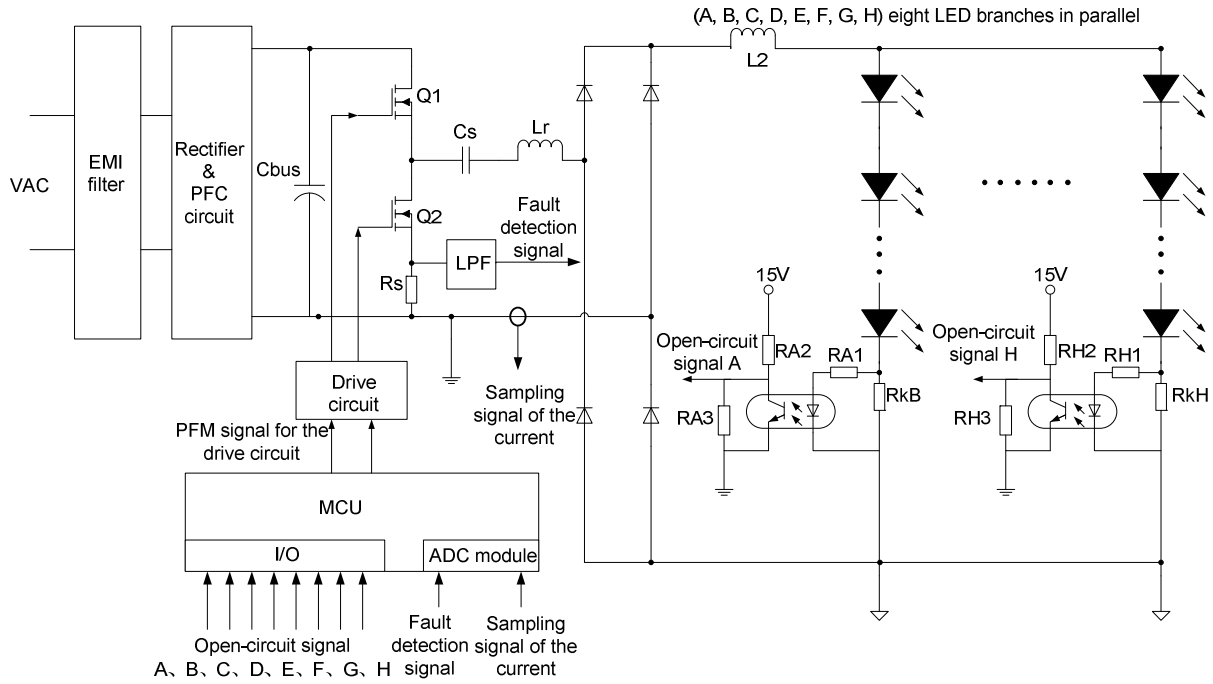 (A, B, C, D, E, F, G, H) eight LED branches in parallel
L2
Q1
Cs
Lr
EMI
filter
Rectifier
&
PFC
circuit
Cbus
VAC
Q2
Fault
detection
signal
LPF
Rs
15V
15V
Open-circuit
signal A
RA2
RA1
RkB
RA3
Open-circuit
signal H
RH2
RH1
RkH
RH3
Drive
circuit
Sampling
signal of the
current
PFM signal for the
drive circuit
MCU
I/O
ADC module
Open-circuit signal
A、B、C、D、E、F、G、H
Fault
detection
signal
Sampling
signal of the
current